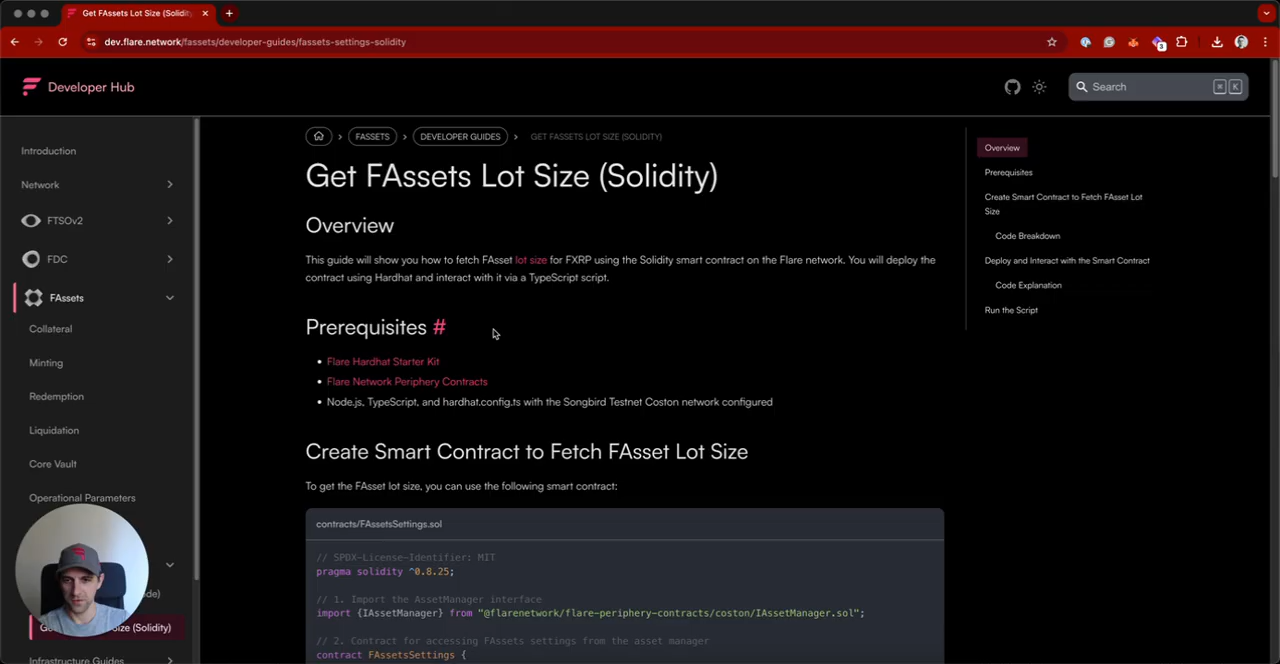 Get FAssets Lot Size (Solidity)
dev.flare.network/fassets/developer-guides/fassets-settings-solidity
3
Developer Hub
Search
K
Introduction
Network
FTSOv2
FDC
FAssets
Collateral
Minting
Redemption
Liquidation
Core Vault
Operational Parameters
Size (Solidity)
Infrastructure Guides
FASSETS
DEVELOPER GUIDES
GET FASSETS LOT SIZE (SOLIDITY)
Get FAssets Lot Size (Solidity)
Overview
This guide will show you how to fetch FAsset lot size for FXRP using the Solidity smart contract on the Flare network. You will deploy the
contract using Hardhat and interact with it via a TypeScript script.
Prerequisites #
• Flare Hardhat Starter Kit
• Flare Network Periphery Contracts
• Node.js, TypeScript, and hardhat.config.ts with the Songbird Testnet Coston network configured
Create Smart Contract to Fetch FAsset Lot Size
To get the FAsset lot size, you can use the following smart contract:
contracts/FAssetsSettings.sol
// SPDX-License-Identifier: MIT
pragma solidity ^0.8.25;
// 1. Import the AssetManager interface
import {IAssetManager} from "@flarenetwork/flare-periphery-contracts/coston/IAssetManager.sol";
// 2. Contract for accessing FAssets settings from the asset manager
contract FAssetsSettings {
Overview
Prerequisites
Create Smart Contract to Fetch FAsset Lot
Size
Code Breakdown
Deploy and Interact with the Smart Contract
Code Explanation
Run the Script